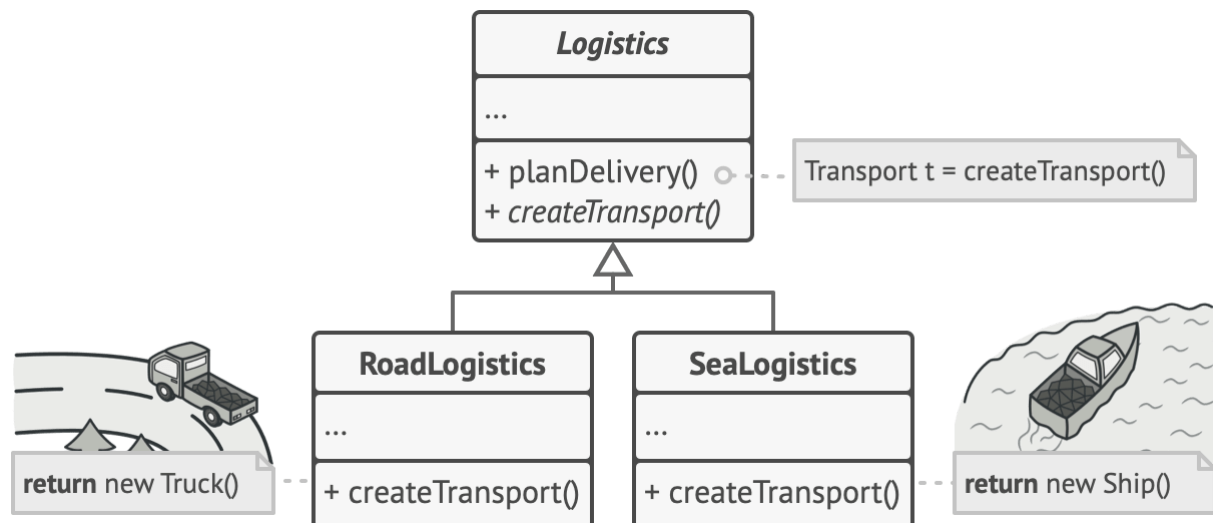 Logistics
...
+ planDelivery()
Transport t = createTransport()
+ createTransport()
RoadLogistics
SeaLogistics
...
...
return new Truck()
+ createTransport()
+ createTransport()
return new Ship()